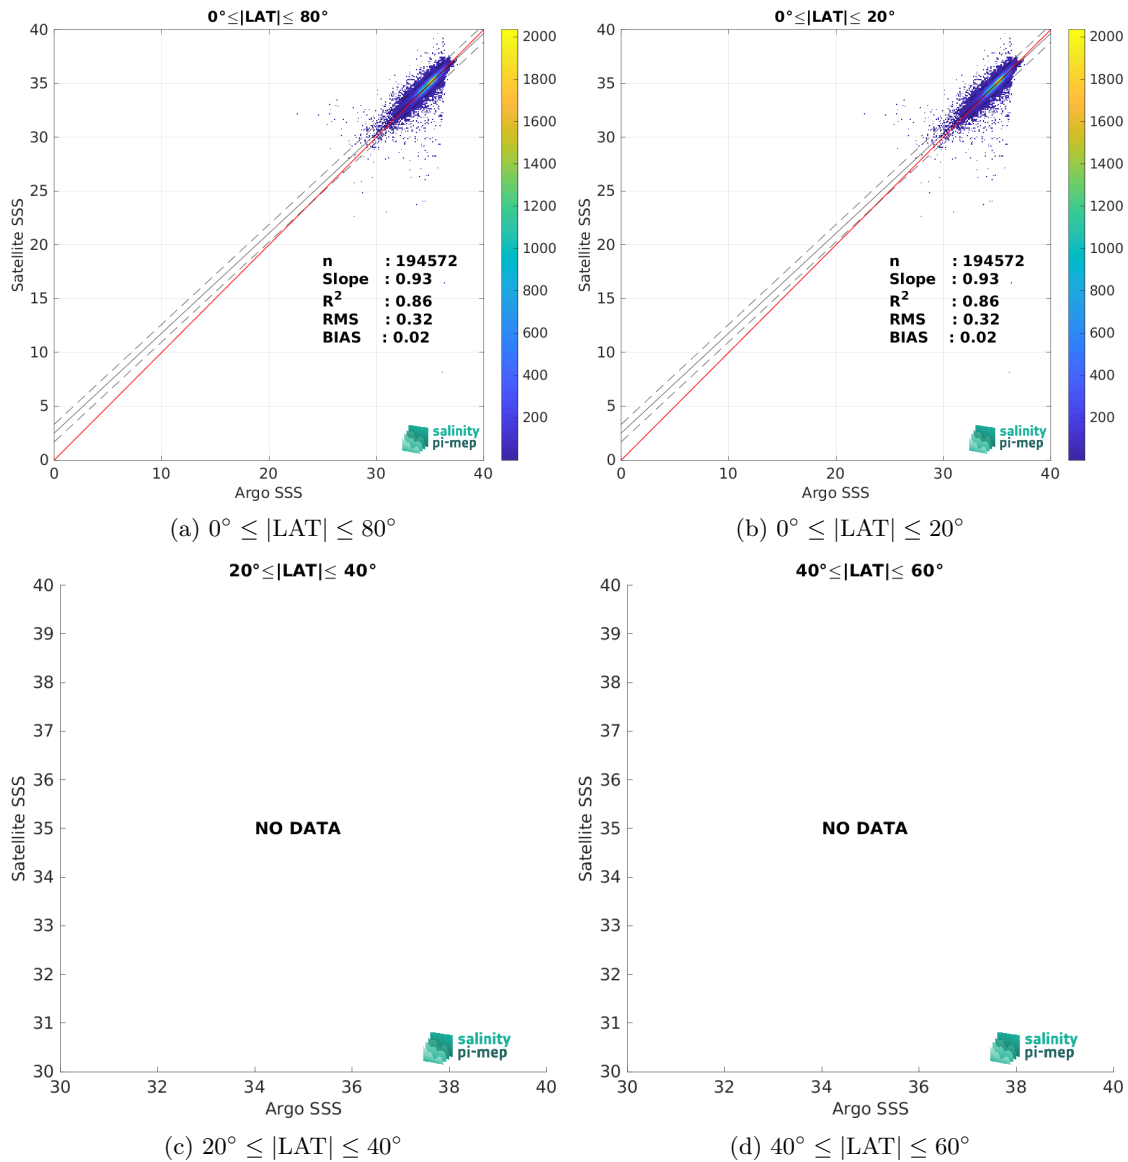 0°≤|LAT|≤ 80°
40
35
30
25
20
15
10
5
0
0
10
20
30
40
Satellite SSS
Argo SSS
n : 194572
Slope : 0.93
R² : 0.86
RMS : 0.32
BIAS : 0.02
salinity
pi-mep
2000
1800
1600
1400
1200
1000
800
600
400
200
(a) 0° ≤ |LAT| ≤ 80°
0°≤|LAT|≤ 20°
40
35
30
25
20
15
10
5
0
0
10
20
30
40
Satellite SSS
Argo SSS
n : 194572
Slope : 0.93
R² : 0.86
RMS : 0.32
BIAS : 0.02
salinity
pi-mep
2000
1800
1600
1400
1200
1000
800
600
400
200
(b) 0° ≤ |LAT| ≤ 20°
20°≤|LAT|≤ 40°
40
39
38
37
36
35
34
33
32
31
30
30
32
34
36
38
40
Satellite SSS
Argo SSS
NO DATA
salinity
pi-mep
(c) 20° ≤ |LAT| ≤ 40°
40°≤|LAT|≤ 60°
40
39
38
37
36
35
34
33
32
31
30
30
32
34
36
38
40
Satellite SSS
Argo SSS
NO DATA
salinity
pi-mep
(d) 40° ≤ |LAT| ≤ 60°